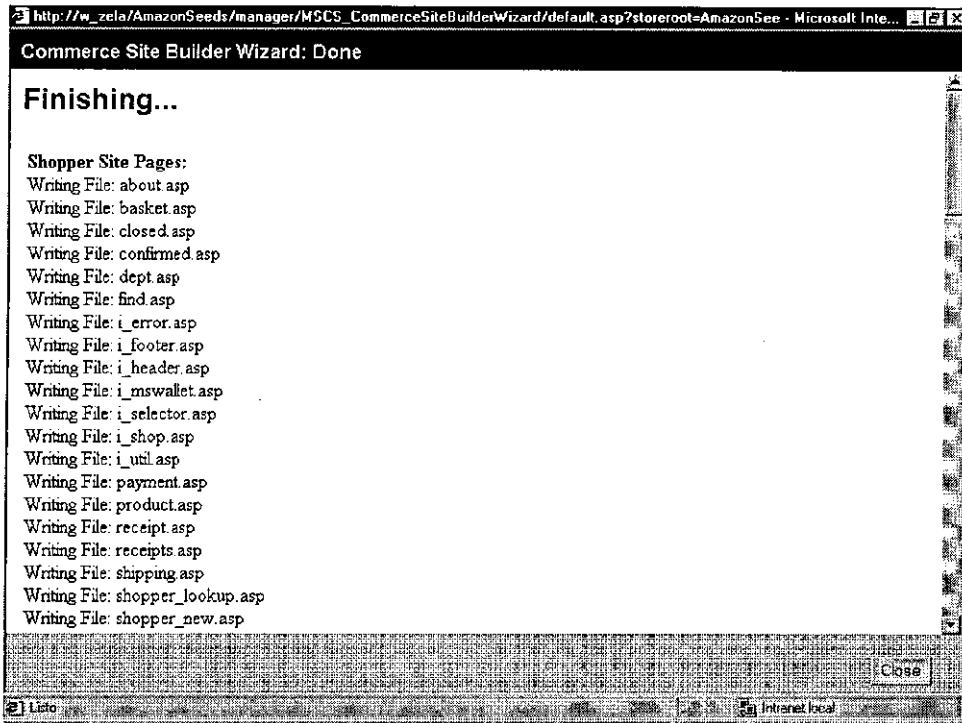 http://w_zela/AmazonSeeds/manager/MSCS_CommerceSiteBuilderWizard/default.asp?storeroot=AmazonSee - Microsoft Inte...
Commerce Site Builder Wizard: Done
Finishing...
Shopper Site Pages:
Writing File: about.asp
Writing File: basket.asp
Writing File: closed.asp
Writing File: confirmed.asp
Writing File: dept.asp
Writing File: find.asp
Writing File: i_error.asp
Writing File: i_footer.asp
Writing File: i_header.asp
Writing File: i_mswallet.asp
Writing File: i_selector.asp
Writing File: i_shop.asp
Writing File: i_util.asp
Writing File: payment.asp
Writing File: product.asp
Writing File: receipt.asp
Writing File: receipts.asp
Writing File: shipping.asp
Writing File: shopper_lookup.asp
Writing File: shopper_new.asp
Close
Listo
Intranet local